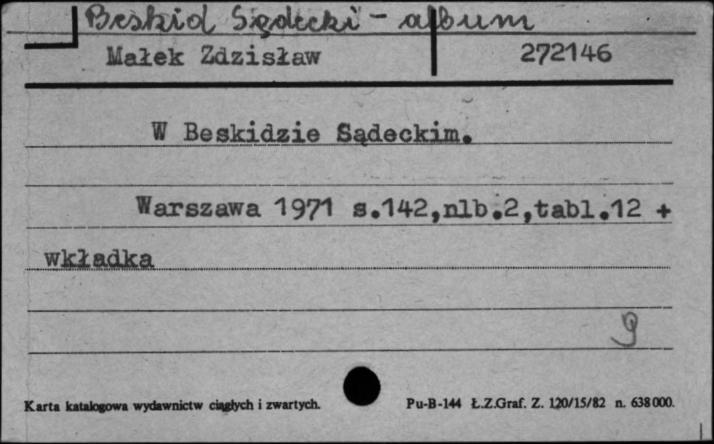 Beskid Sądecki - album
Małek Zdzisław 272146
W Beskidzie Sądeckim.
Warszawa 1971 s.142,nlb.2,tabl.12 +
wkładka
9
Karta katalogowa wydawnictw ciągłych i zwartych. Pu-B-144 Ł.Z.Graf. Z. 120/15/82 n. 638 000.